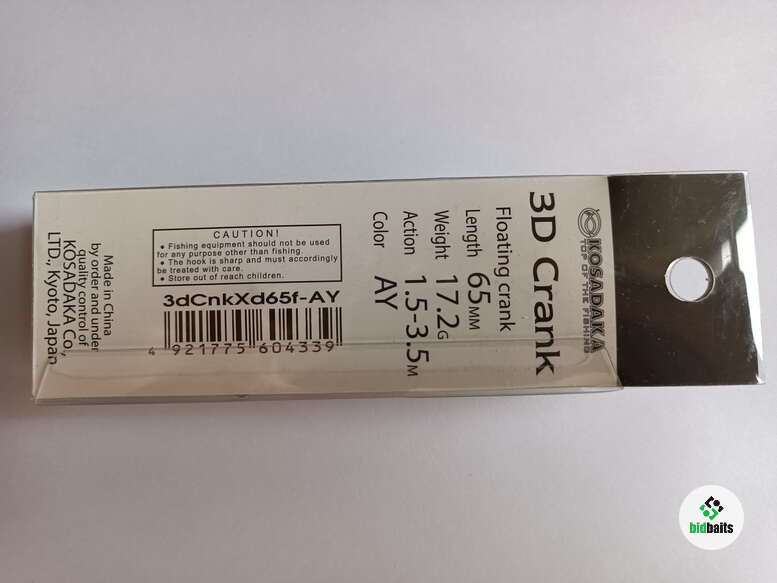 KOSADAKA
TOP OF THE FISHING
3D Crank
Floating crank
Length 65MM
Weight 17.2G
Action 1.5-3.5M
Color AY
CAUTION!
● Fishing equipment should not be used
for any purpose other than fishing.
● The hook is sharp and must accordingly
be treated with care.
● Store out of reach children.
3dCnkXd65f-AY
4 921775 604339
Made in China
by order and under
quality control of
KOSADAKA Co,
LTD., Kyoto, Japan
bidbaits